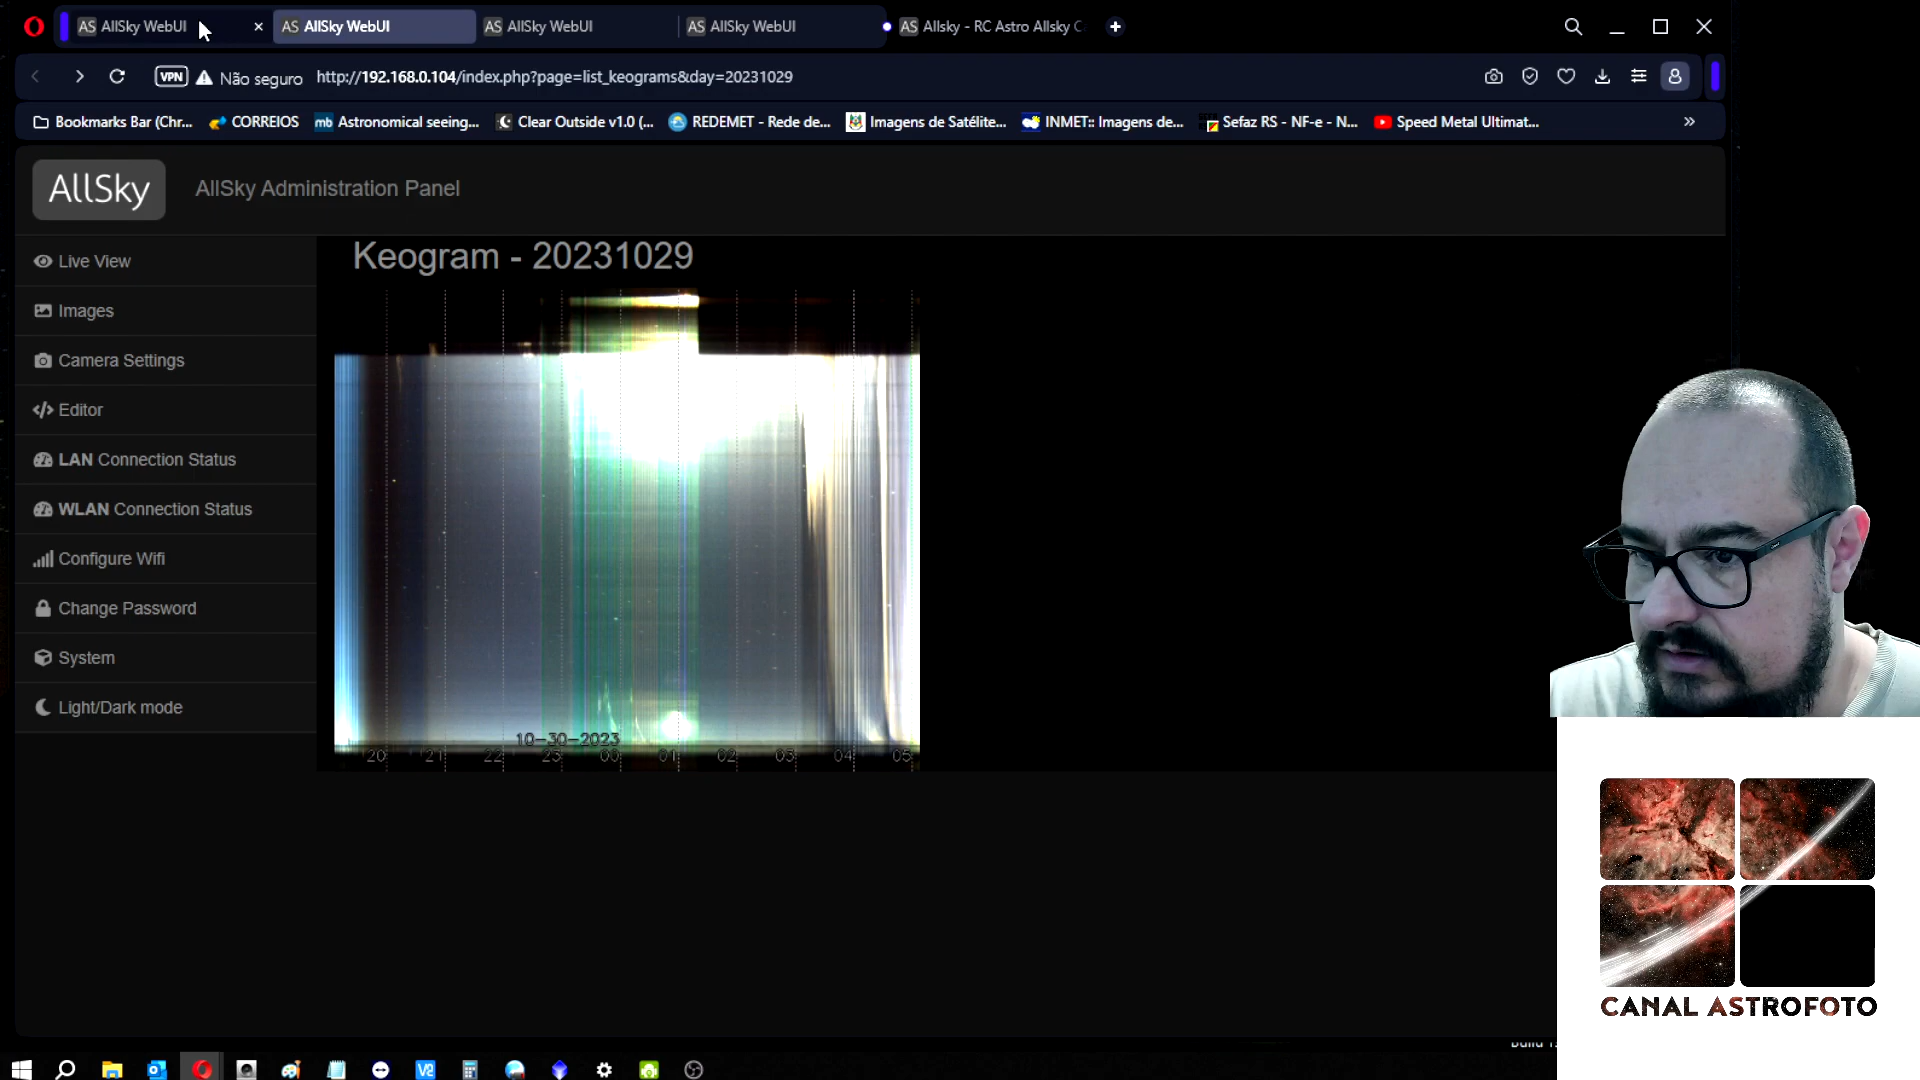 AS AllSky WebUI
AS AllSky WebUI
AS AllSky WebUI
AS AllSky WebUI
AS Allsky - RC Astro Allsky C
VPN Não seguro http://192.168.0.104/index.php?page=list_keograms&day=20231029
Bookmarks Bar (Chr... CORREIOS mb Astronomical seeing... Clear Outside v1.0 (... REDEMET - Rede de... Imagens de Satélite... INMET:: Imagens de... Sefaz RS - NF-e - N... Speed Metal Ultimat... »
AllSky AllSky Administration Panel
Live View
Images
Camera Settings
Editor
LAN Connection Status
WLAN Connection Status
Configure Wifi
Change Password
System
Light/Dark mode
Keogram - 20231029
10-30-2023
20 21 22 23 00 01 02 03 04 05
CANAL ASTROFOTO